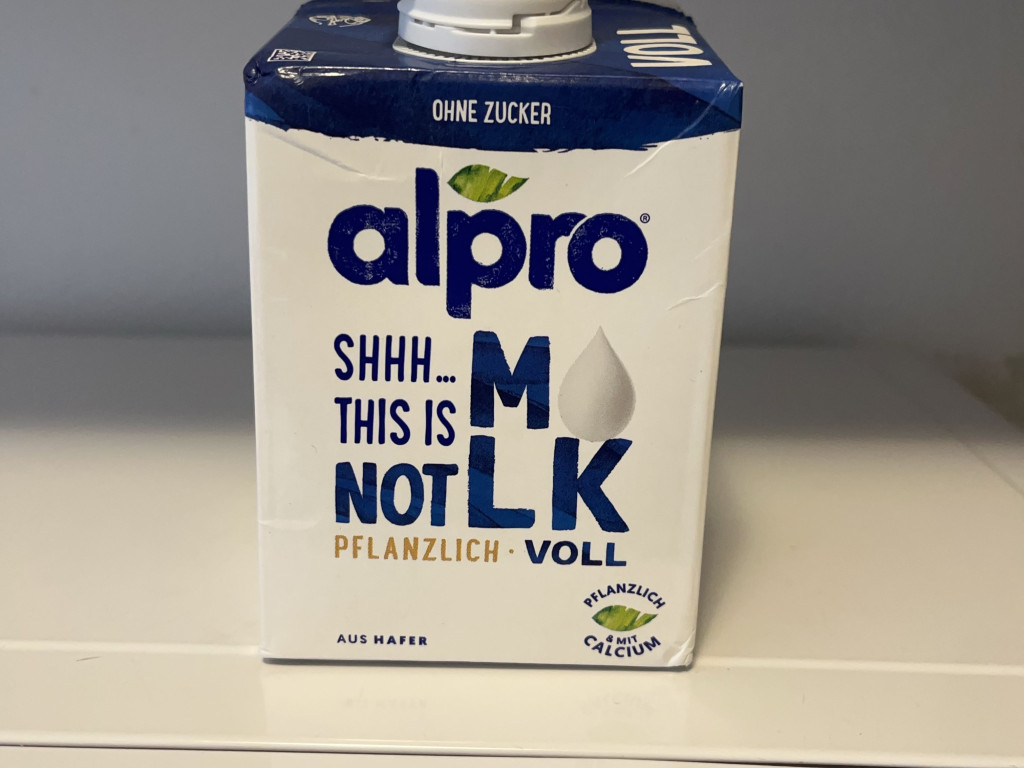 VOLL
OHNE ZUCKER
alpro®
SHHH...
THIS IS
NOT
M LK
PFLANZLICH · VOLL
AUS HAFER
PFLANZLICH
& MIT
CALCIUM